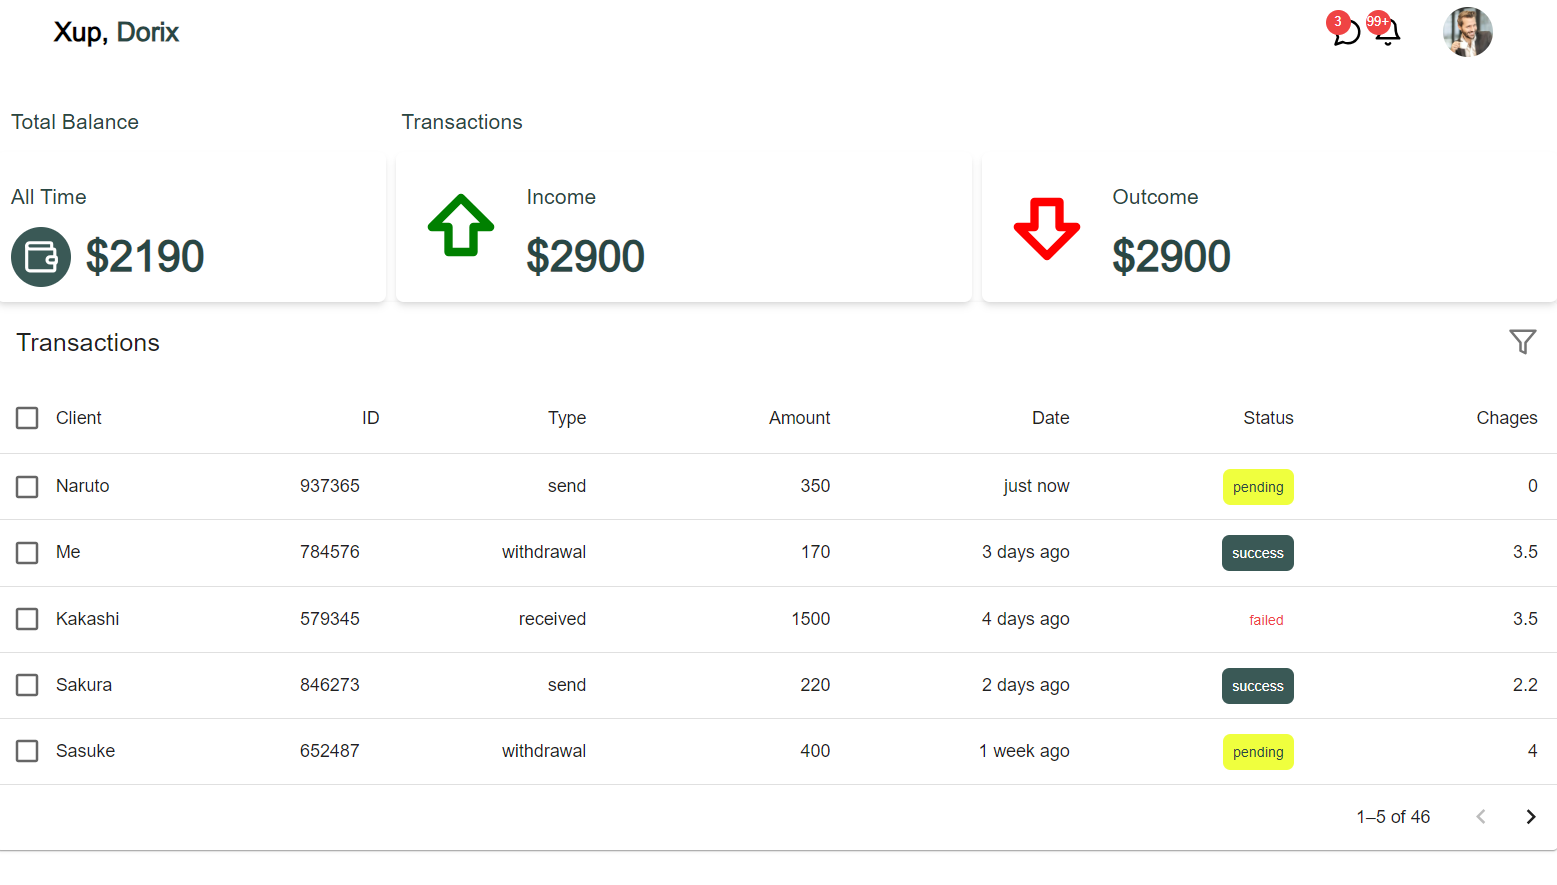 Xup, Dorix
3
99+
Total Balance
Transactions
All Time
$2190
Income
$2900
Outcome
$2900
Transactions
Client ID Type Amount Date Status Chages
Naruto 937365 send 350 just now pending 0
Me 784576 withdrawal 170 3 days ago success 3.5
Kakashi 579345 received 1500 4 days ago failed 3.5
Sakura 846273 send 220 2 days ago success 2.2
Sasuke 652487 withdrawal 400 1 week ago pending 4
1–5 of 46